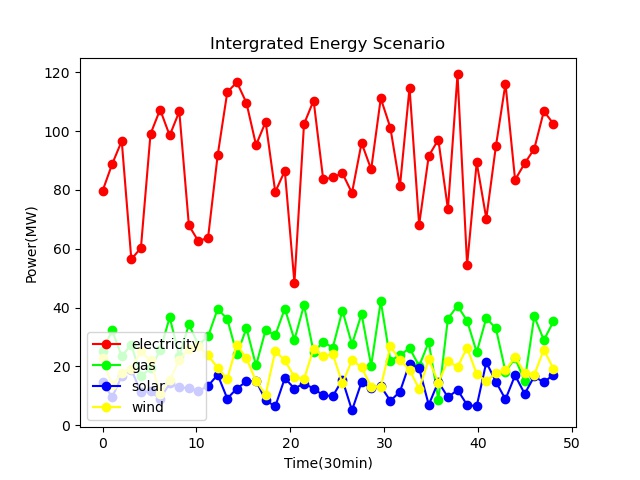 Intergrated Energy Scenario
Power(MW)
120
100
80
60
40
20
0
electricity
gas
solar
wind
0 10 20 30 40 50
Time(30min)